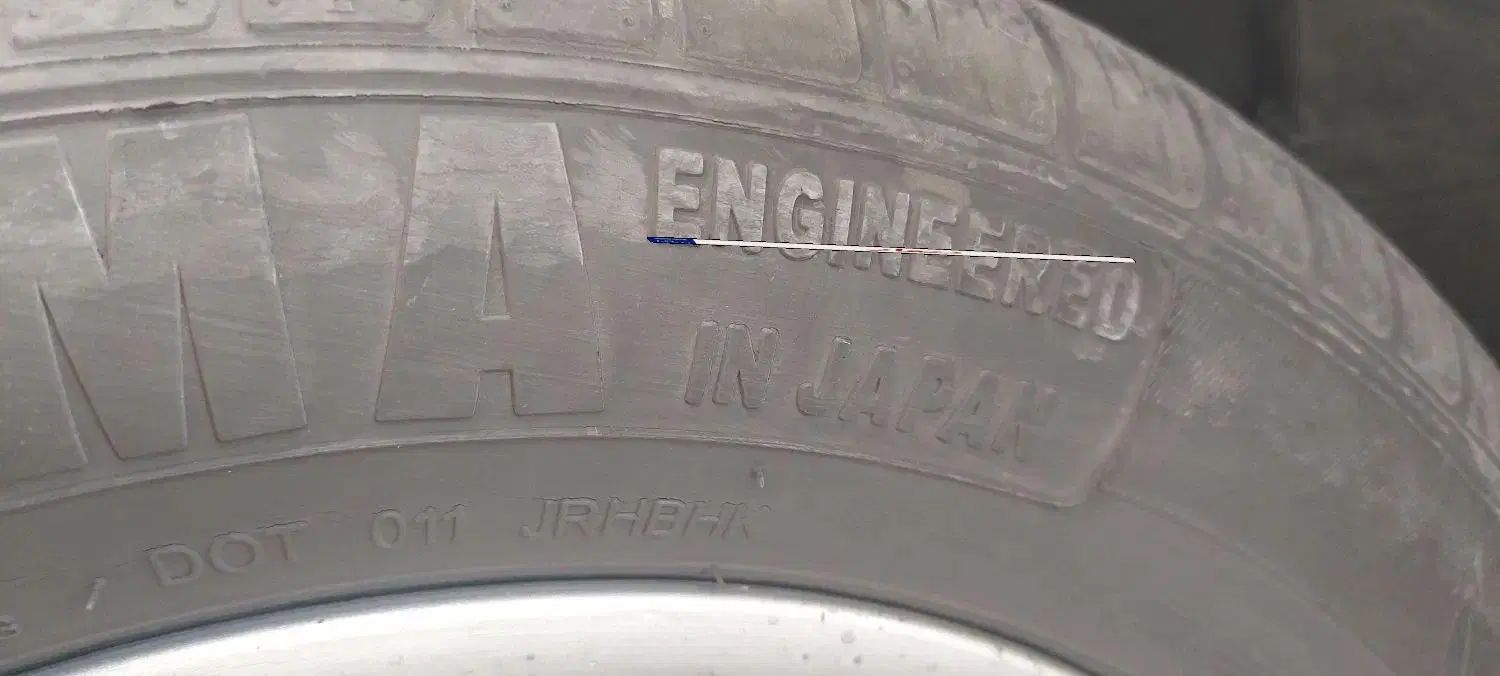 MA
ENGINEERED
IN JAPAN
DOT 011 JRHBHK